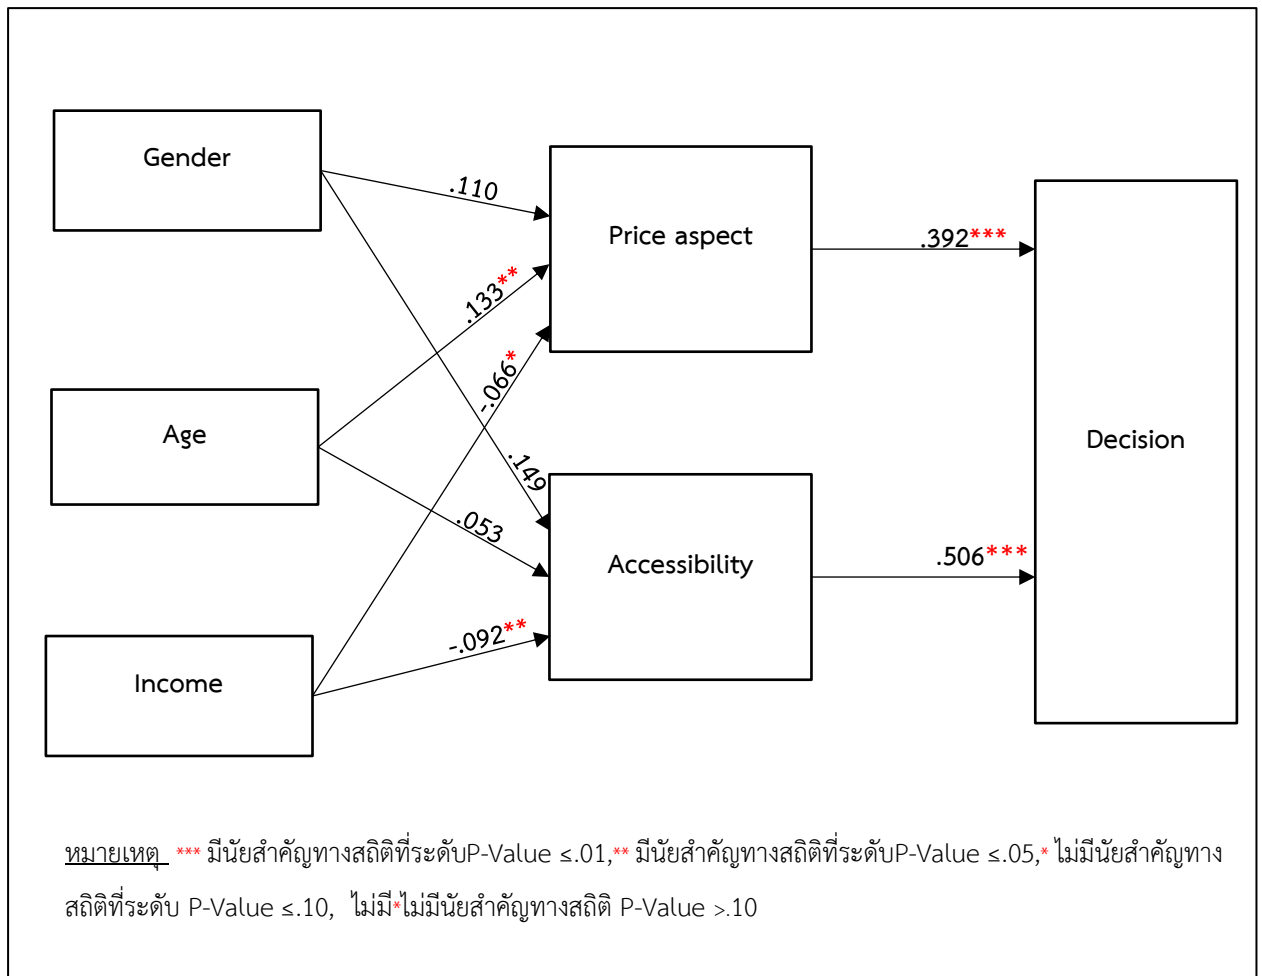 Gender
.110
Price aspect
.392***
.133**
-.066*
Age
Decision
.149
.053
Accessibility
.506***
-.092**
Income
หมายเหตุ *** มีนัยสำคัญทางสถิติที่ระดับP-Value ≤.01,** มีนัยสำคัญทางสถิติที่ระดับP-Value ≤.05,* ไม่มีนัยสำคัญทาง
สถิติที่ระดับ P-Value ≤.10, ไม่มี*ไม่มีนัยสำคัญทางสถิติ P-Value >.10